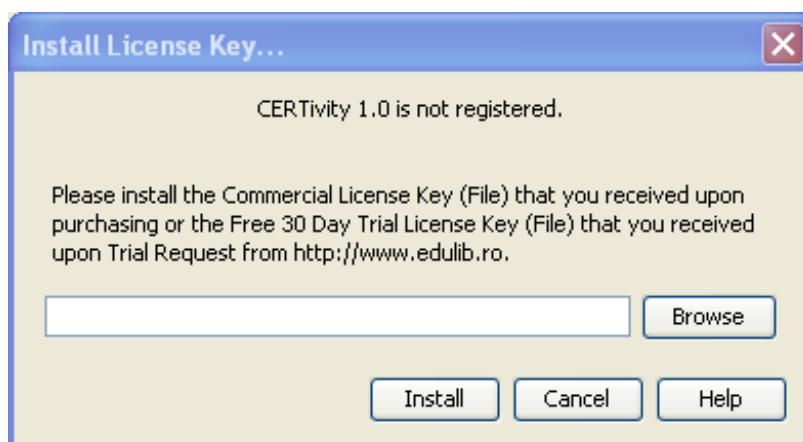 Install License Key...
CERTivity 1.0 is not registered.
Please install the Commercial License Key (File) that you received upon
purchasing or the Free 30 Day Trial License Key (File) that you received
upon Trial Request from http://www.edulib.ro.
Browse
Install Cancel Help